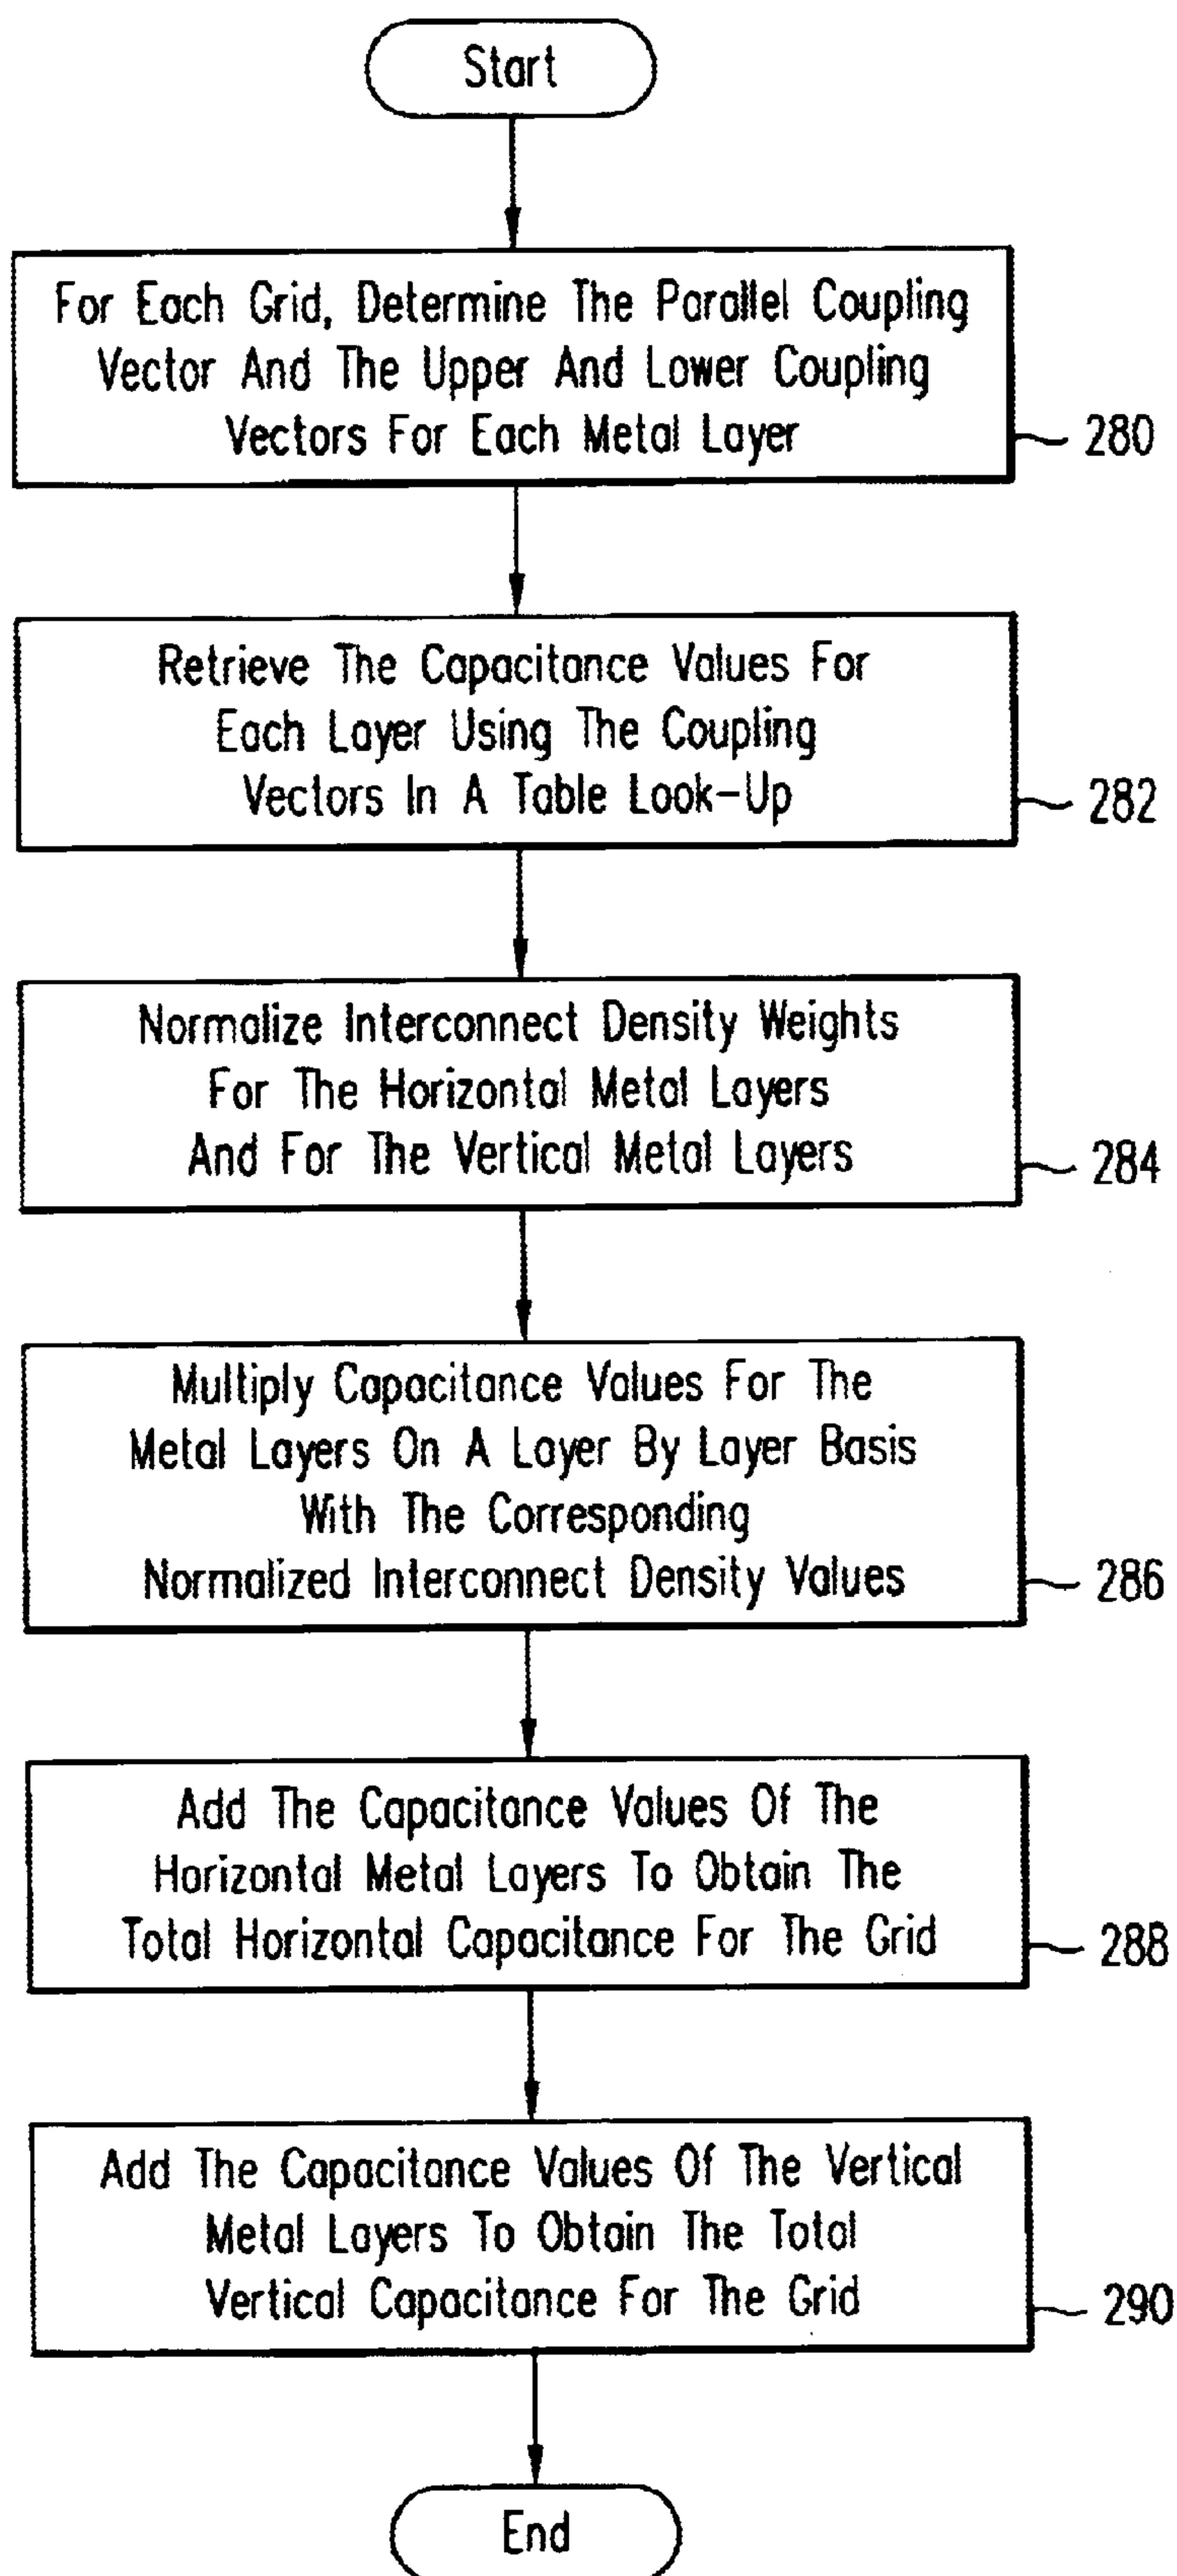 Start
For Each Grid, Determine The Parallel Coupling
Vector And The Upper And Lower Coupling
Vectors For Each Metal Layer
280
Retrieve The Capacitance Values For
Each Layer Using The Coupling
Vectors In A Table Look-Up
282
Normalize Interconnect Density Weights
For The Horizontal Metal Layers
And For The Vertical Metal Layers
284
Multiply Capacitance Values For The
Metal Layers On A Layer By Layer Basis
With The Corresponding
Normalized Interconnect Density Values
286
Add The Capacitance Values Of The
Horizontal Metal Layers To Obtain The
Total Horizontal Capacitance For The Grid
288
Add The Capacitance Values Of The Vertical
Metal Layers To Obtain The Total
Vertical Capacitance For The Grid
290
End